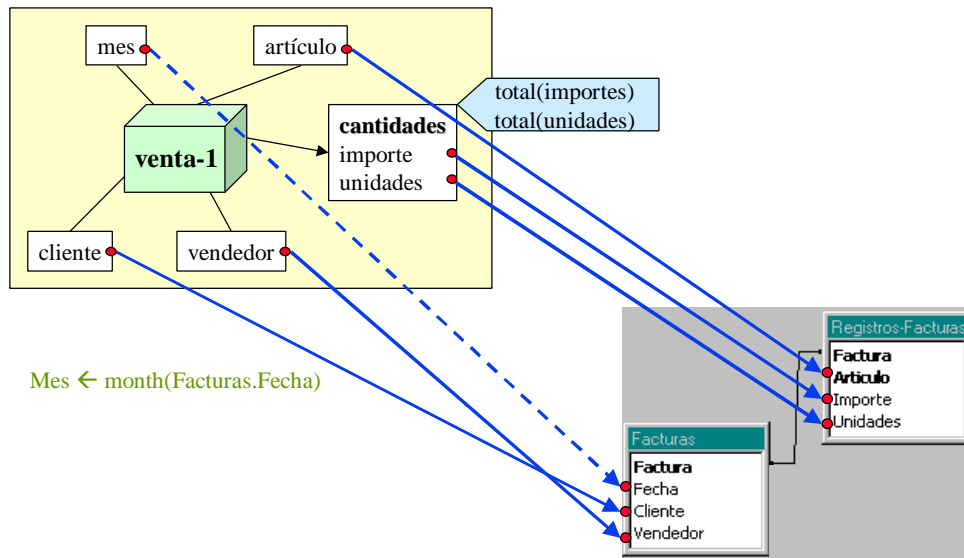 mes
artículo
total(importes)
total(unidades)
cantidades
importe
unidades
venta-1
cliente
vendedor
Mes ← month(Facturas.Fecha)
Registros-Facturas
Factura
Articulo
Importe
Unidades
Facturas
Factura
Fecha
Cliente
Vendedor